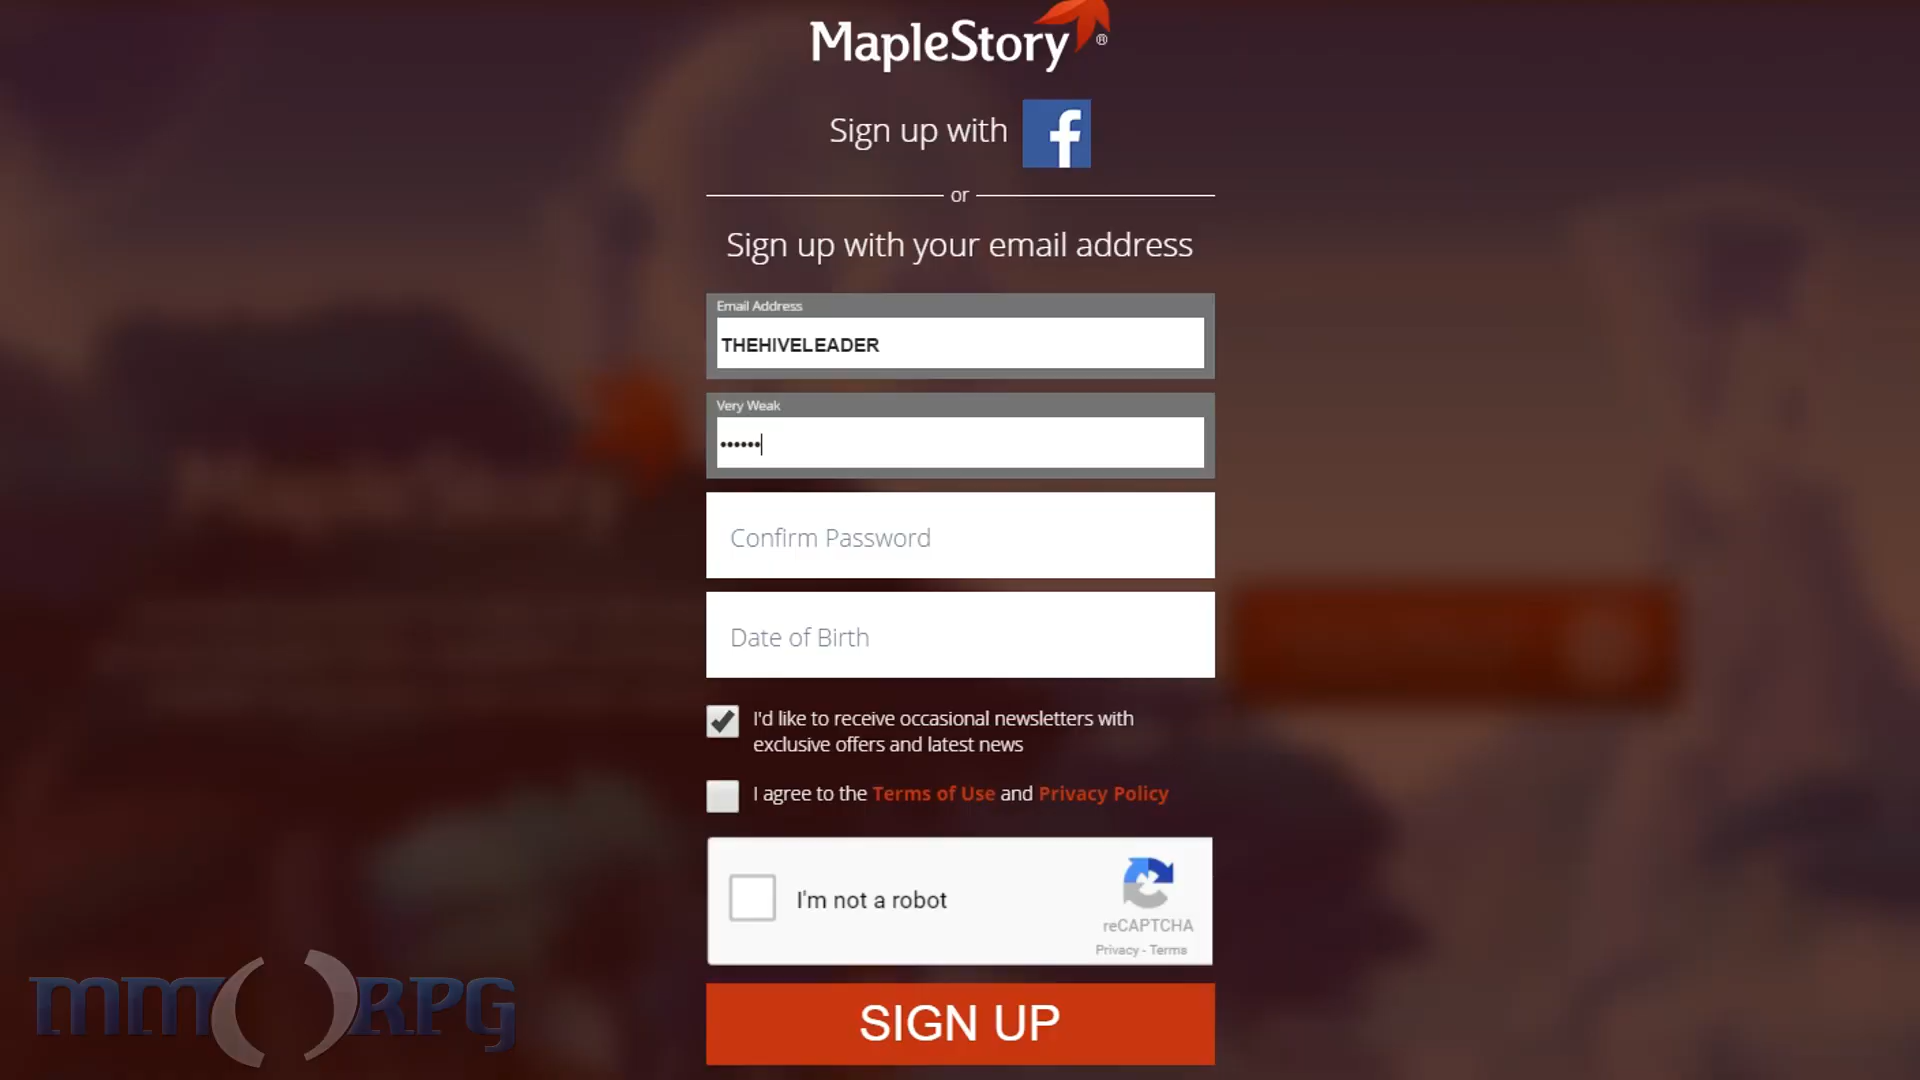 MapleStory®
Sign up with f
or
Sign up with your email address
Email Address
THEHIVELEADER
Very Weak
••••••
Confirm Password
Date of Birth
I'd like to receive occasional newsletters with
exclusive offers and latest news
I agree to the Terms of Use and Privacy Policy
I'm not a robot
reCAPTCHA
Privacy - Terms
SIGN UP
MapleStory
mmorpg